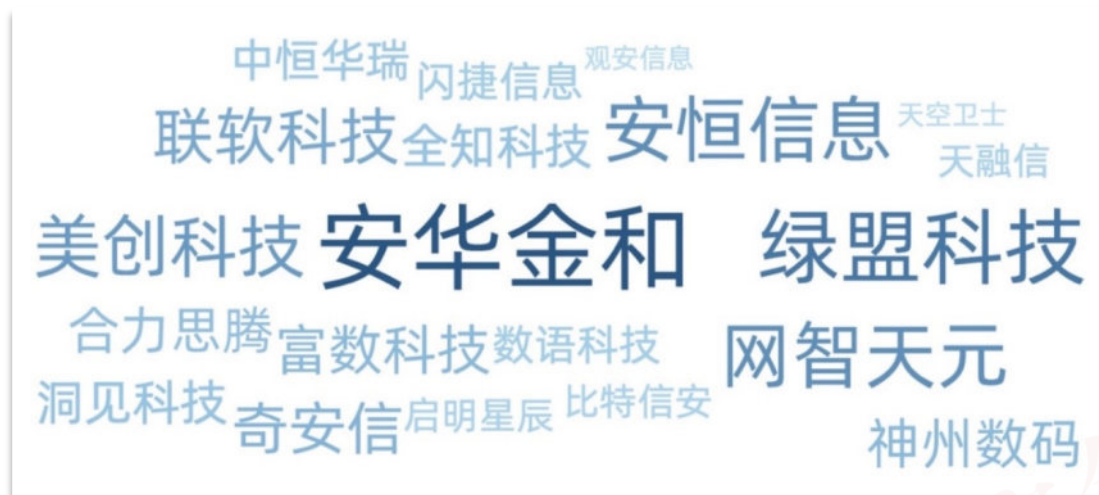 中恒华瑞 闪捷信息 观安信息
联软科技 全知科技 安恒信息 天空卫士
天融信
美创科技 安华金和 绿盟科技
合力思腾 富数科技 数语科技 网智天元
洞见科技 奇安信 启明星辰 比特信安
神州数码